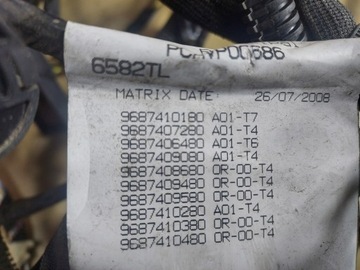 6582TL
MATRIX DATE: 26/07/2008
9687410180 A01-T7
9687407280 A01-T4
9687406480 A01-T6
9687409080 A01-T4
9687408680 OR-00-T4
9687409480 OR-00-T4
9687409580 OR-00-T4
9687410280 A01-T4
9687410380 OR-00-T4
9687410480 OR-00-T4